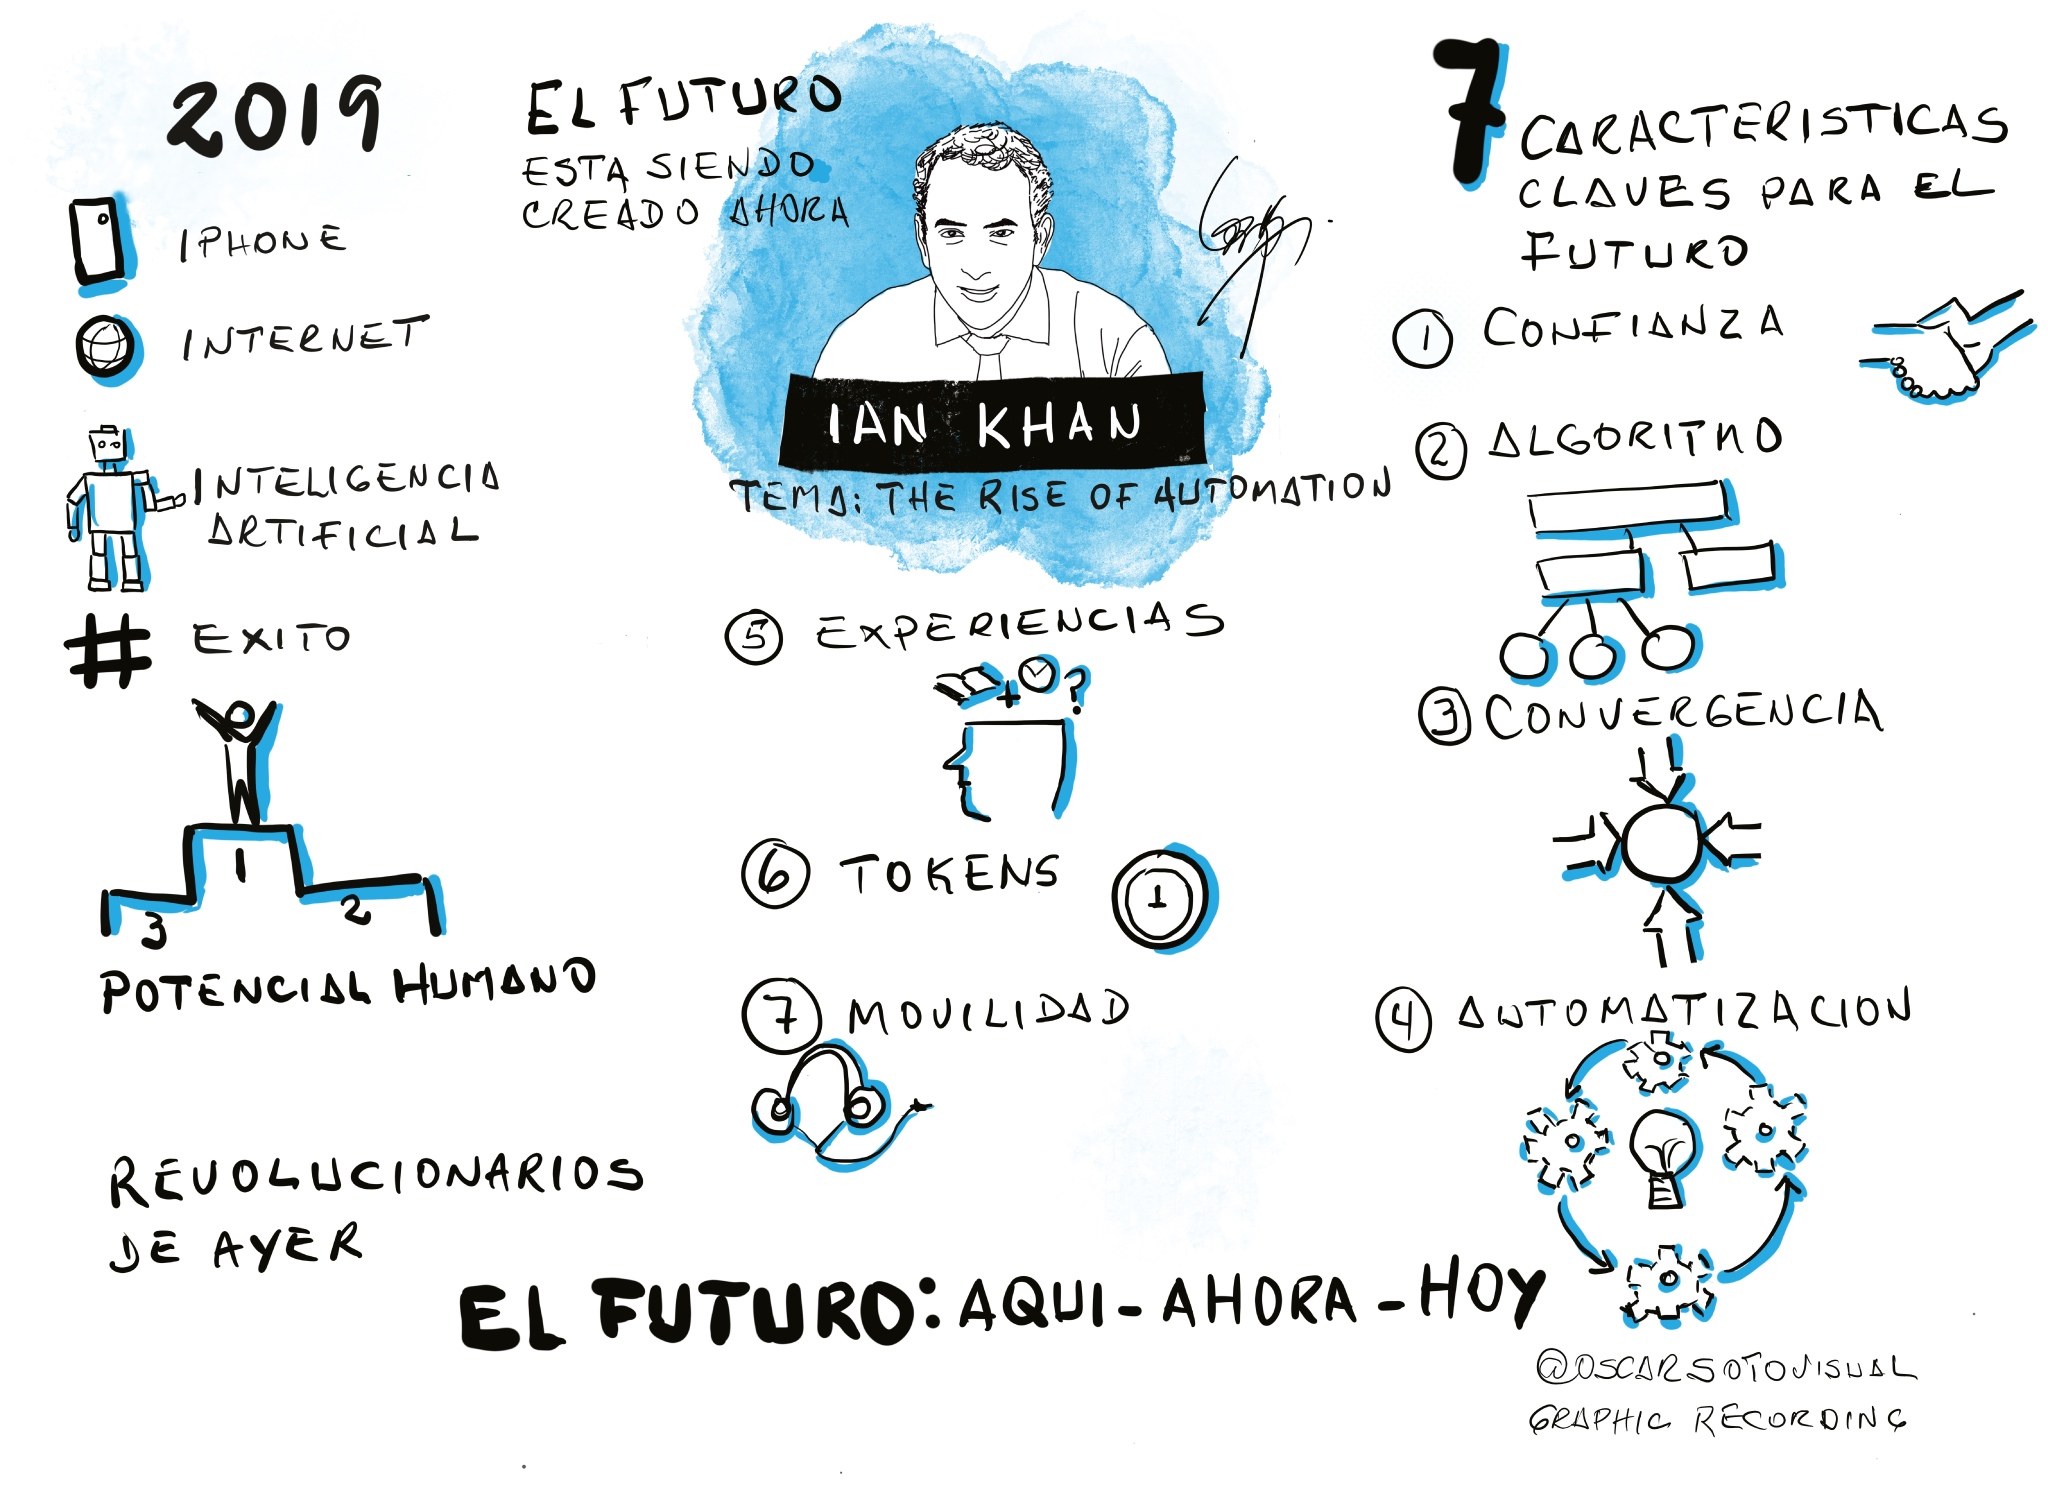 2019
IPHONE
INTERNET
INTELIGENCIA
ARTIFICIAL
# EXITO
1
3
2
POTENCIAL HUMANO
REVOLUCIONARIOS
DE AYER
EL FUTURO
ESTA SIENDO
CREADO AHORA
IAN KHAN
TEMA: THE RISE OF AUTOMATION
7
CARACTERISTICAS
CLAVES PARA EL
FUTURO
1 CONFIANZA
2 ALGORITMO
3 CONVERGENCIA
4 AUTOMATIZACION
5 EXPERIENCIAS
+ ?
6 TOKENS
1
7 MOVILIDAD
EL FUTURO: AQUI - AHORA - HOY
@OSCARSOTOVISUAL
GRAPHIC RECORDING